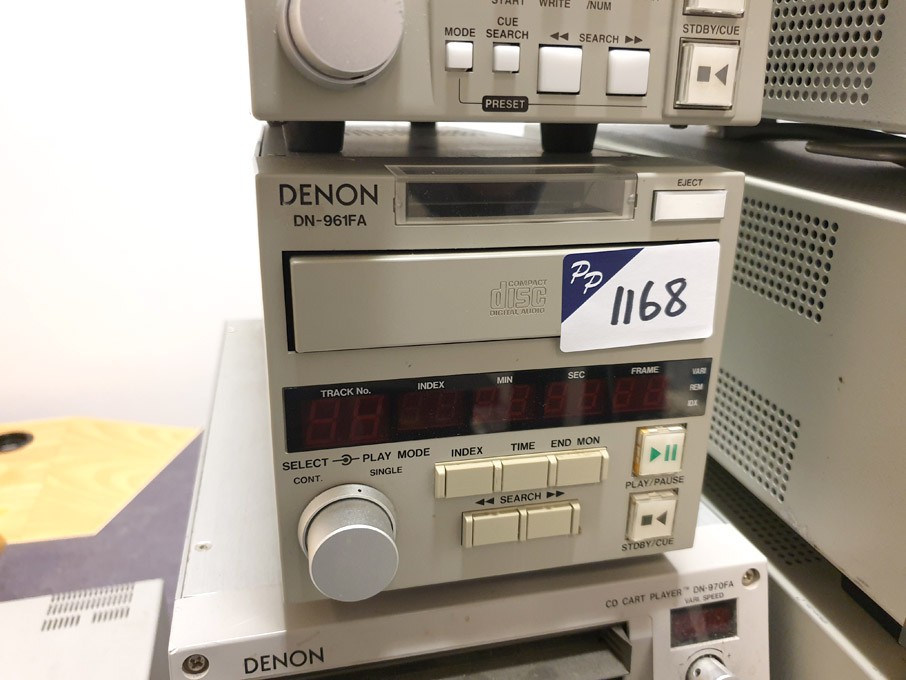 START WRITE /NUM
MODE CUE SEARCH ◀◀ SEARCH ▶▶ STDBY/CUE
PRESET
DENON
DN-961FA
EJECT
COMPACT
disc
DIGITAL AUDIO
PP
1168
TRACK No. INDEX MIN SEC FRAME VARI
REM
IDX
SELECT PLAY MODE INDEX TIME END MON
CONT. SINGLE
◀◀ SEARCH ▶▶
PLAY/PAUSE
STDBY/CUE
CD CART PLAYER™ DN-970FA
VARI. SPEED
DENON